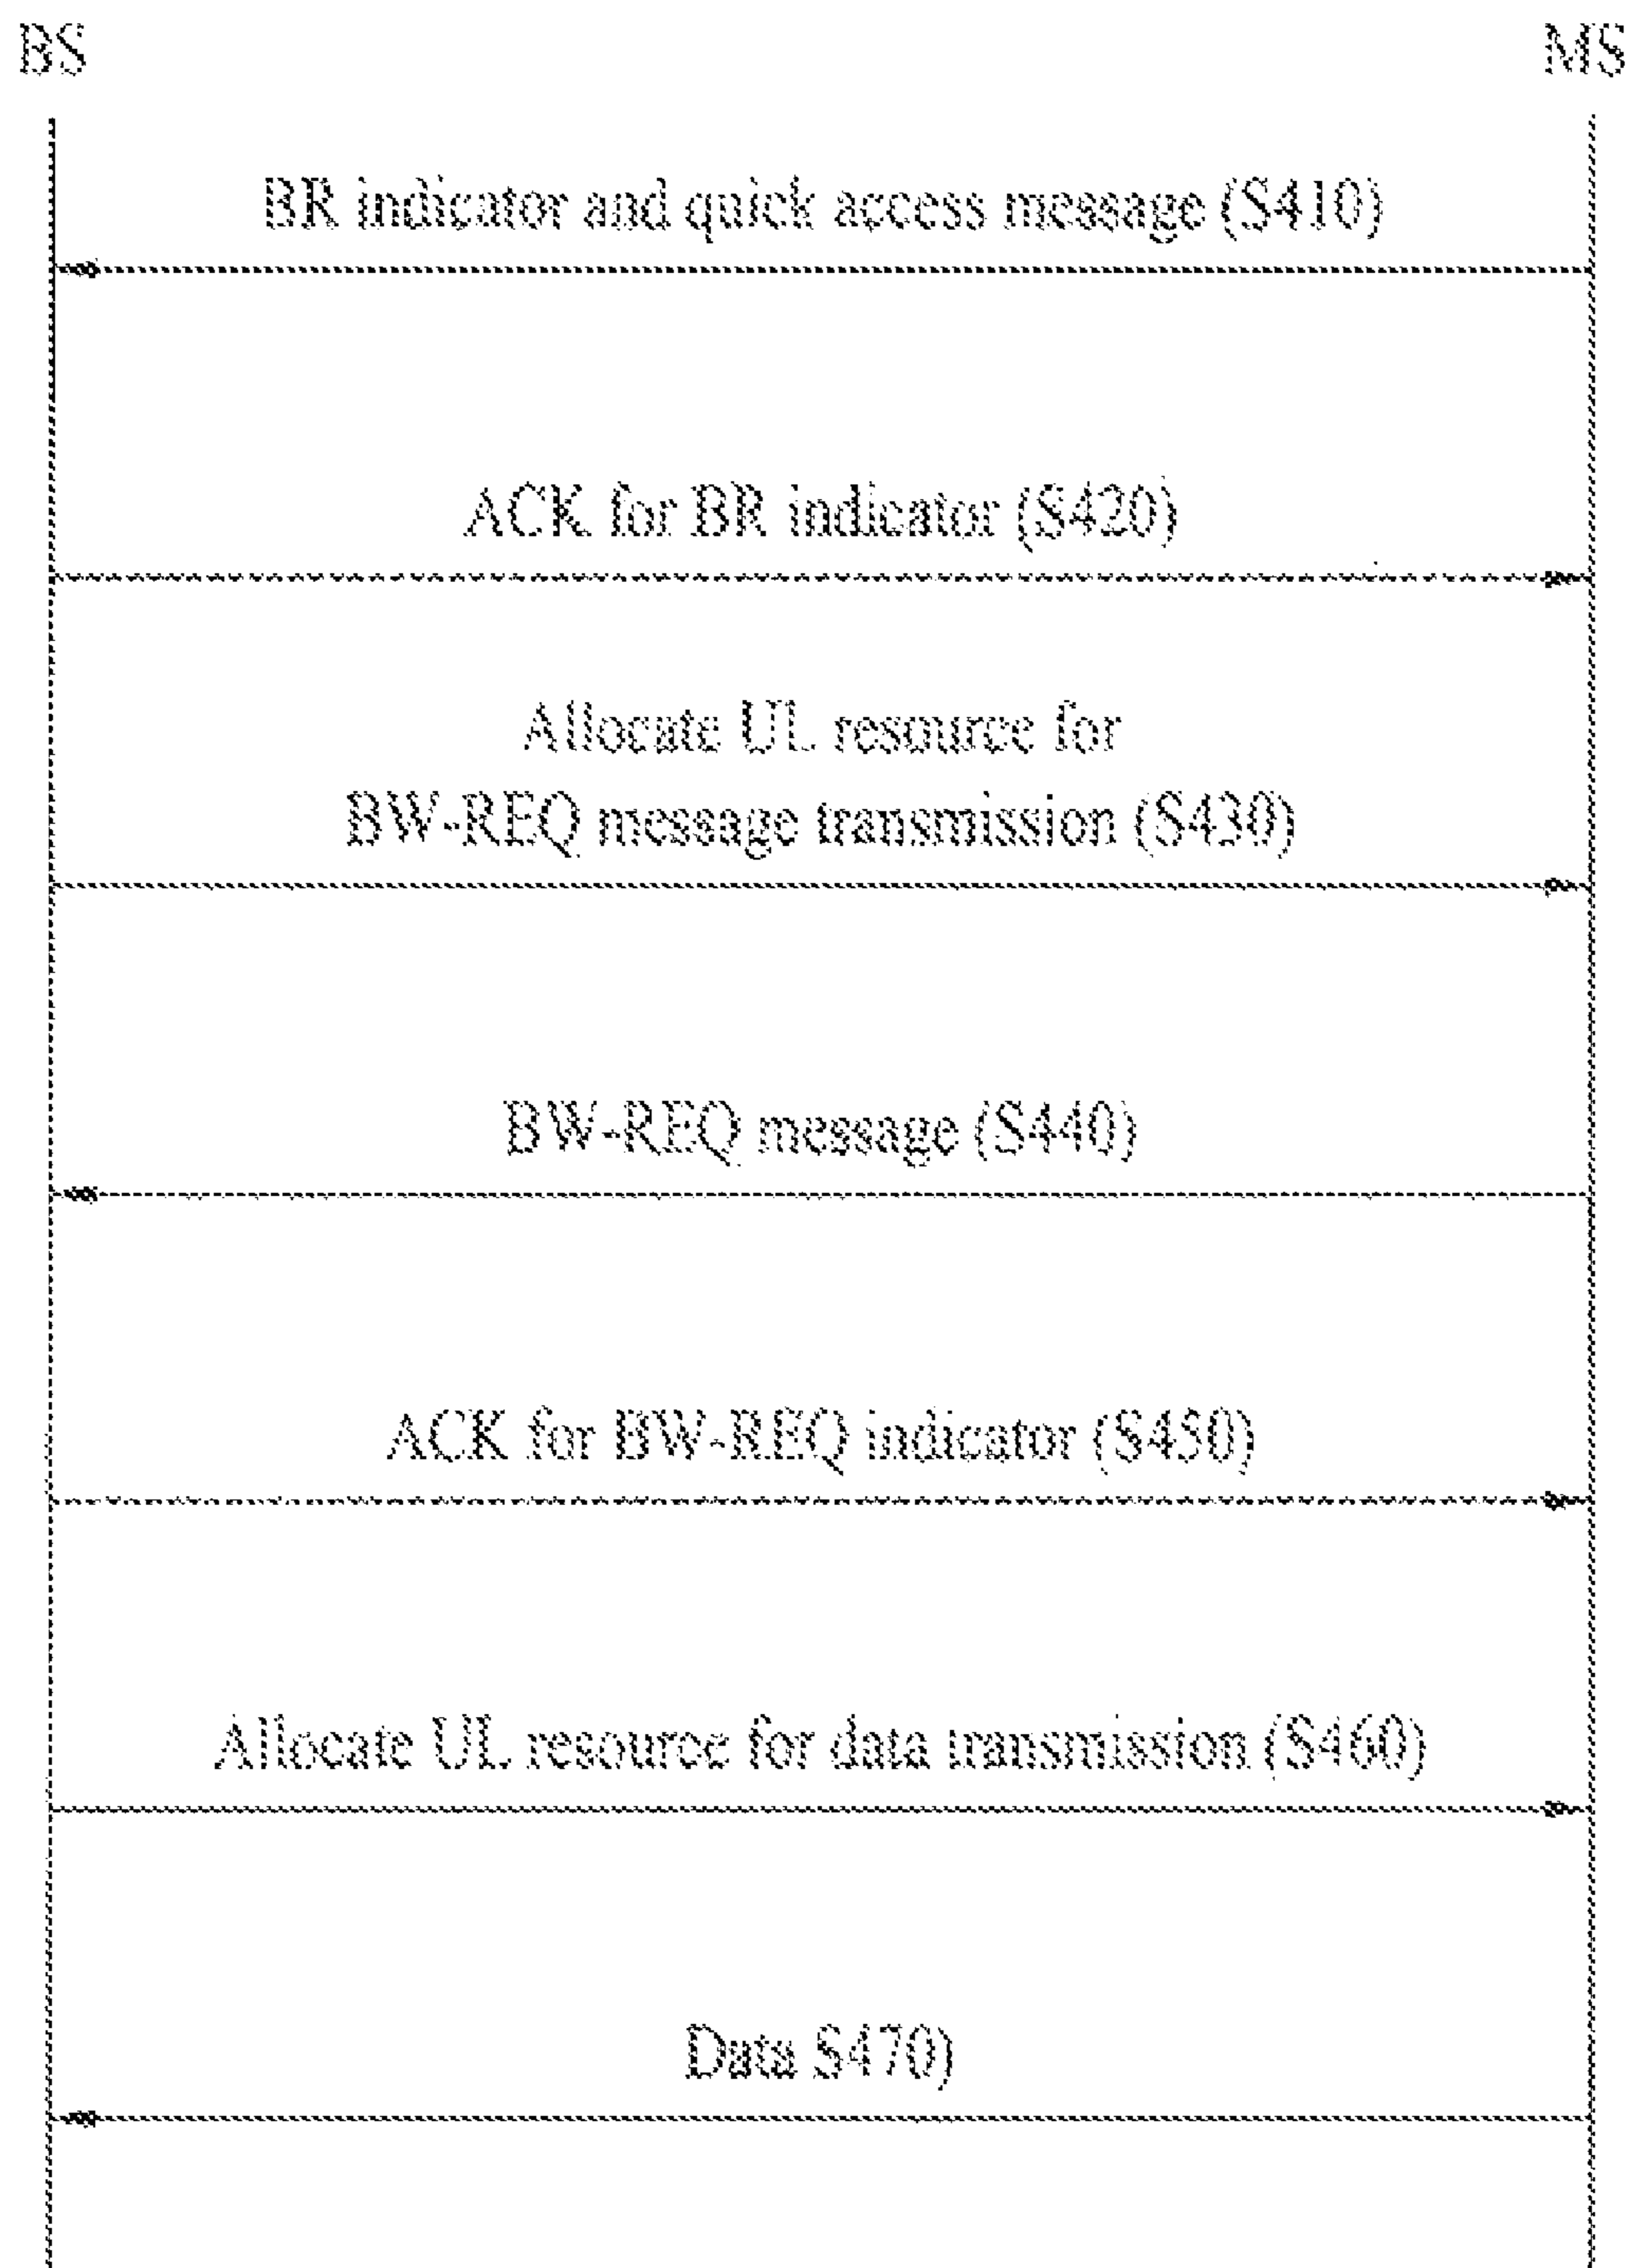 BS MS
BR indicator and quick access message (S410)
ACK for BR indicator (S420)
Allocate UL resource for
BW-REQ message transmission (S430)
BW-REQ message (S440)
ACK for BW-REQ indicator (S450)
Allocate UL resource for data transmission (S460)
Data S470)